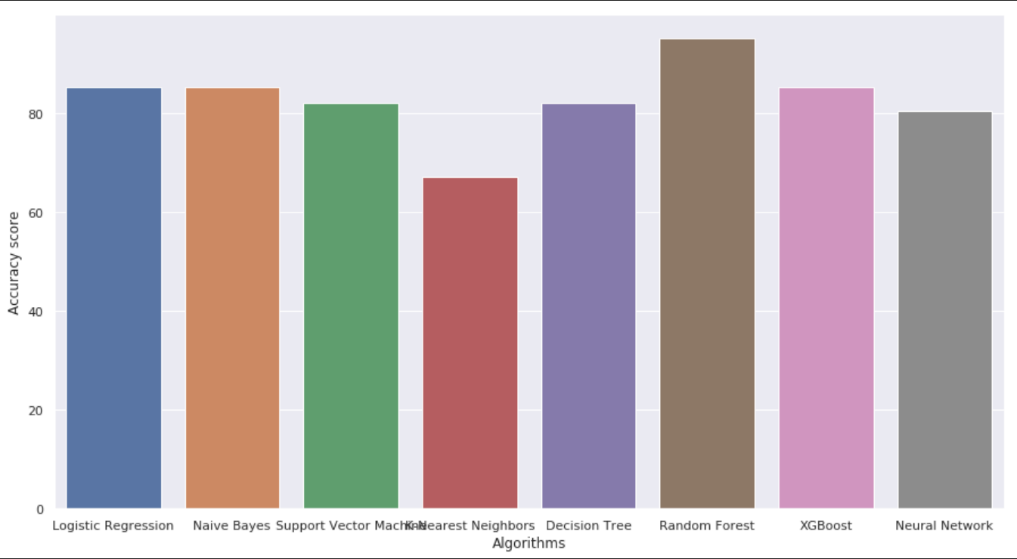 80
60
40
20
0
Accuracy score
Logistic Regression Naive Bayes Support Vector Machine K-Nearest Neighbors Decision Tree Random Forest XGBoost Neural Network
Algorithms